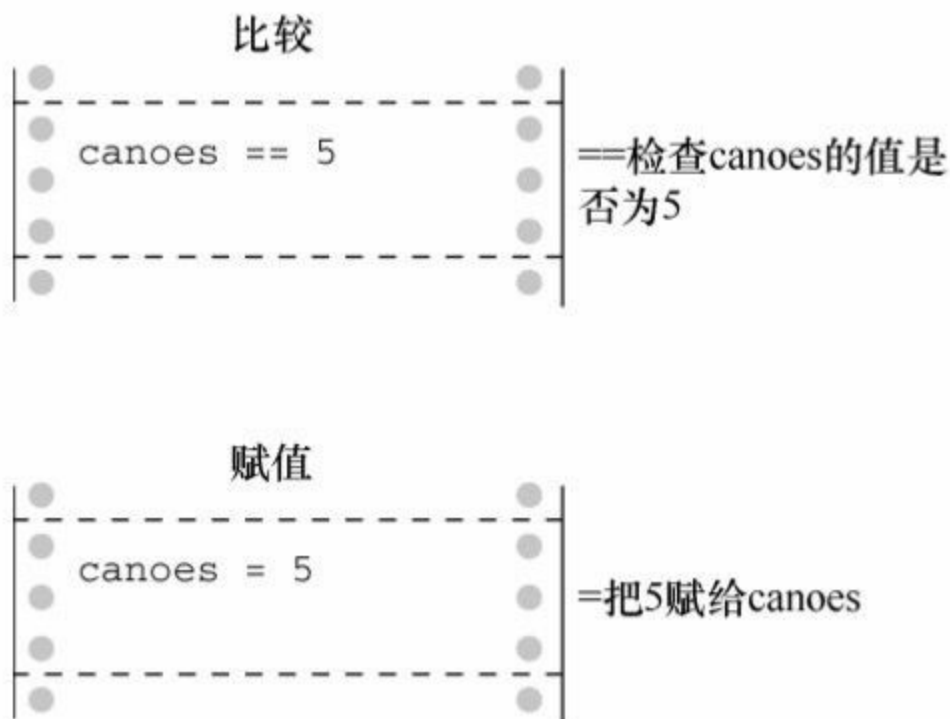 比较
canoes == 5
==检查canoes的值是
否为5
赋值
canoes = 5
=把5赋给canoes